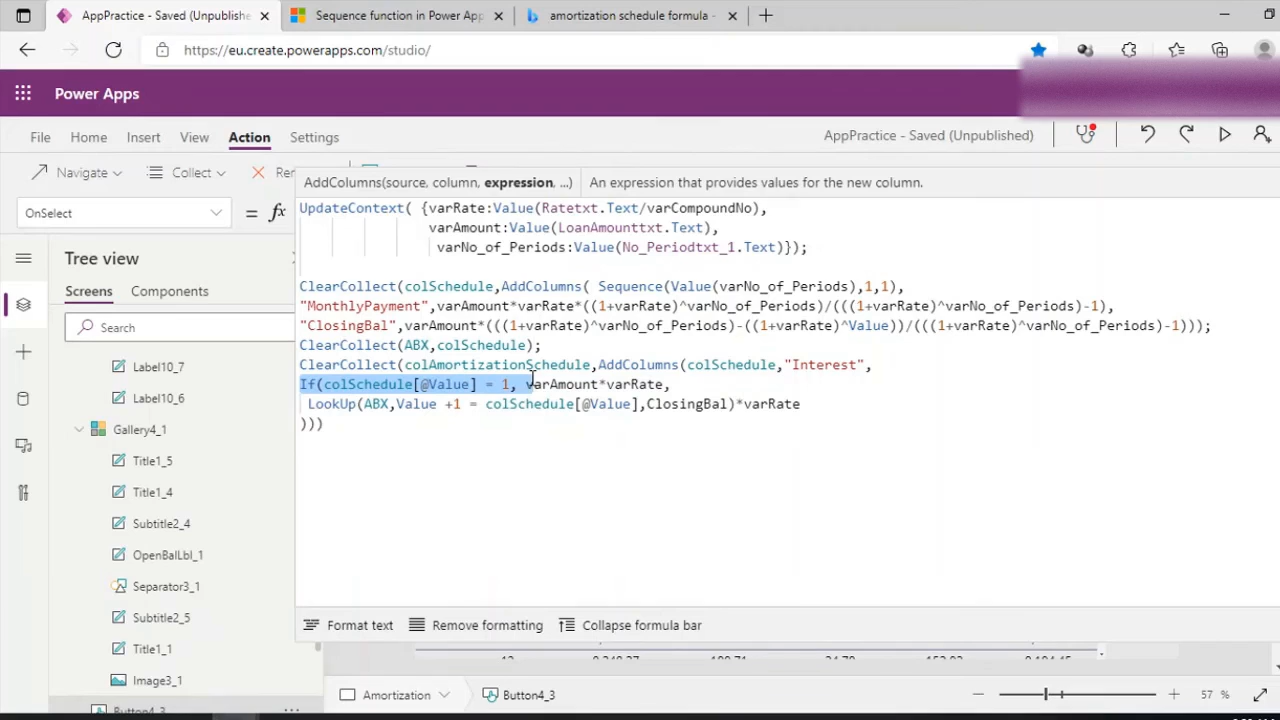 AppPractice - Saved (Unpublishe
Sequence function in Power App
amortization schedule formula -
https://eu.create.powerapps.com/studio/
Power Apps
File Home Insert View Action Settings
AppPractice - Saved (Unpublished)
Navigate Collect
AddColumns(source, column, expression, ...) An expression that provides values for the new column.
OnSelect = fx
UpdateContext( {varRate:Value(Ratetxt.Text/varCompoundNo),
varAmount:Value(LoanAmounttxt.Text),
varNo_of_Periods:Value(No_Periodtxt_1.Text)});
ClearCollect(colSchedule,AddColumns( Sequence(Value(varNo_of_Periods),1,1),
"MonthlyPayment",varAmount*varRate*((1+varRate)^varNo_of_Periods)/(((1+varRate)^varNo_of_Periods)-1),
"ClosingBal",varAmount*(((1+varRate)^varNo_of_Periods)-((1+varRate)^Value))/(((1+varRate)^varNo_of_Periods)-1)));
ClearCollect(ABX,colSchedule);
ClearCollect(colAmortizationSchedule,AddColumns(colSchedule,"Interest",
If(colSchedule[@Value] = 1, varAmount*varRate,
LookUp(ABX,Value +1 = colSchedule[@Value],ClosingBal)*varRate
)))
Tree view
Screens Components
Search
Label10_7
Label10_6
Gallery4_1
Title1_5
Title1_4
Subtitle2_4
OpenBalLbl_1
Separator3_1
Subtitle2_5
Title1_1
Image3_1
Button4_3
Format text Remove formatting Collapse formula bar
Amortization Button4_3
57 %